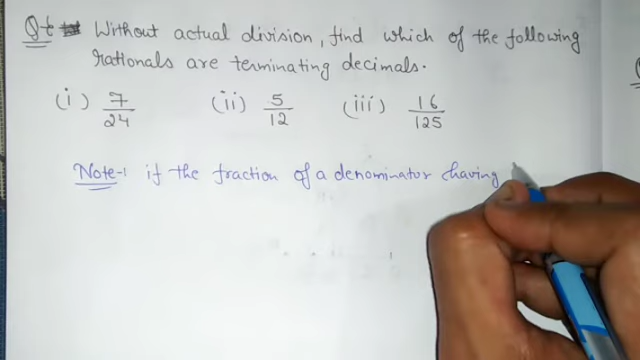 Without actual division, find which of the following
rationals are terminating decimals.
(i) 7/24 (ii) 5/12 (iii) 16/125
Note-1 if the fraction of a denominator having